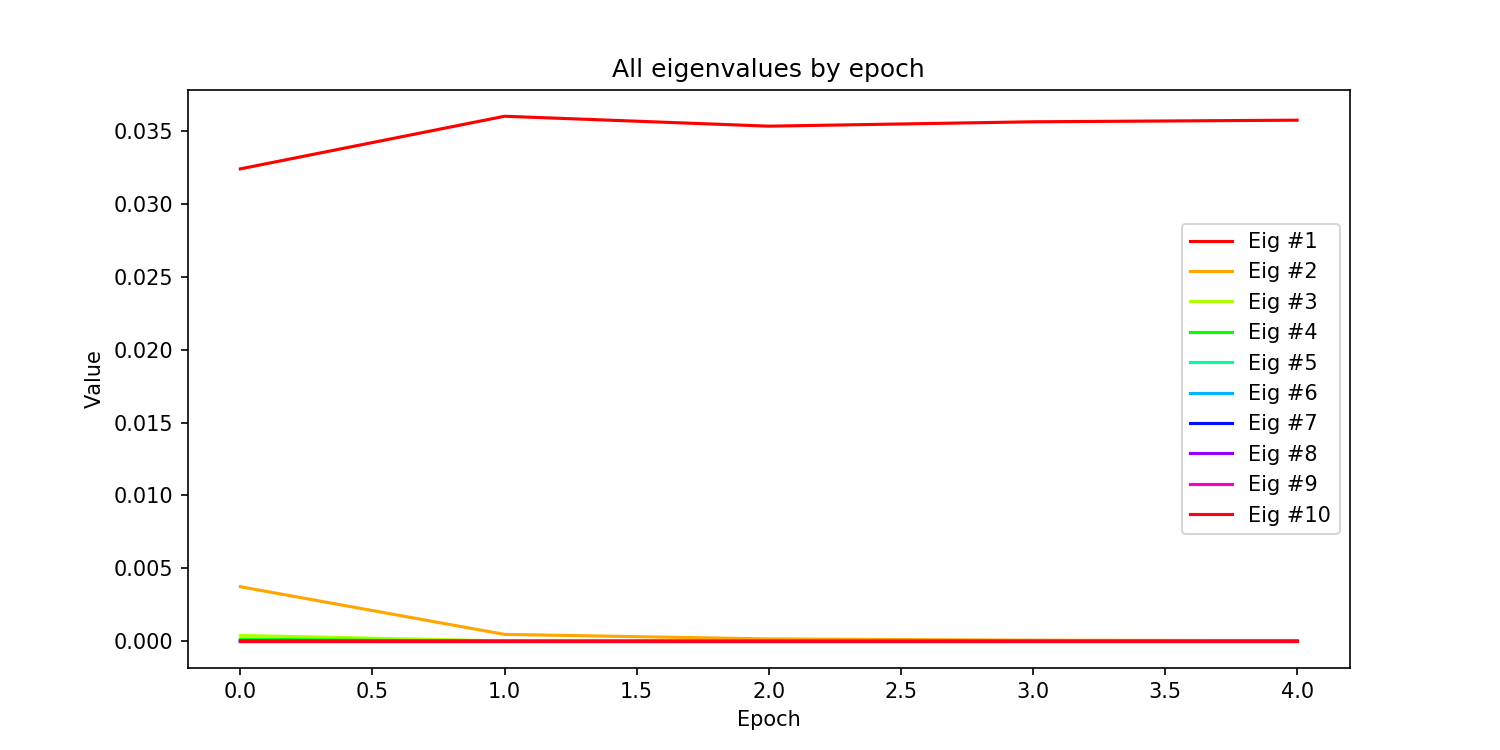 All eigenvalues by epoch
0.035
0.030
0.025
0.020
0.015
0.010
0.005
0.000
Value
Eig #1
Eig #2
Eig #3
Eig #4
Eig #5
Eig #6
Eig #7
Eig #8
Eig #9
Eig #10
0.0 0.5 1.0 1.5 2.0 2.5 3.0 3.5 4.0
Epoch